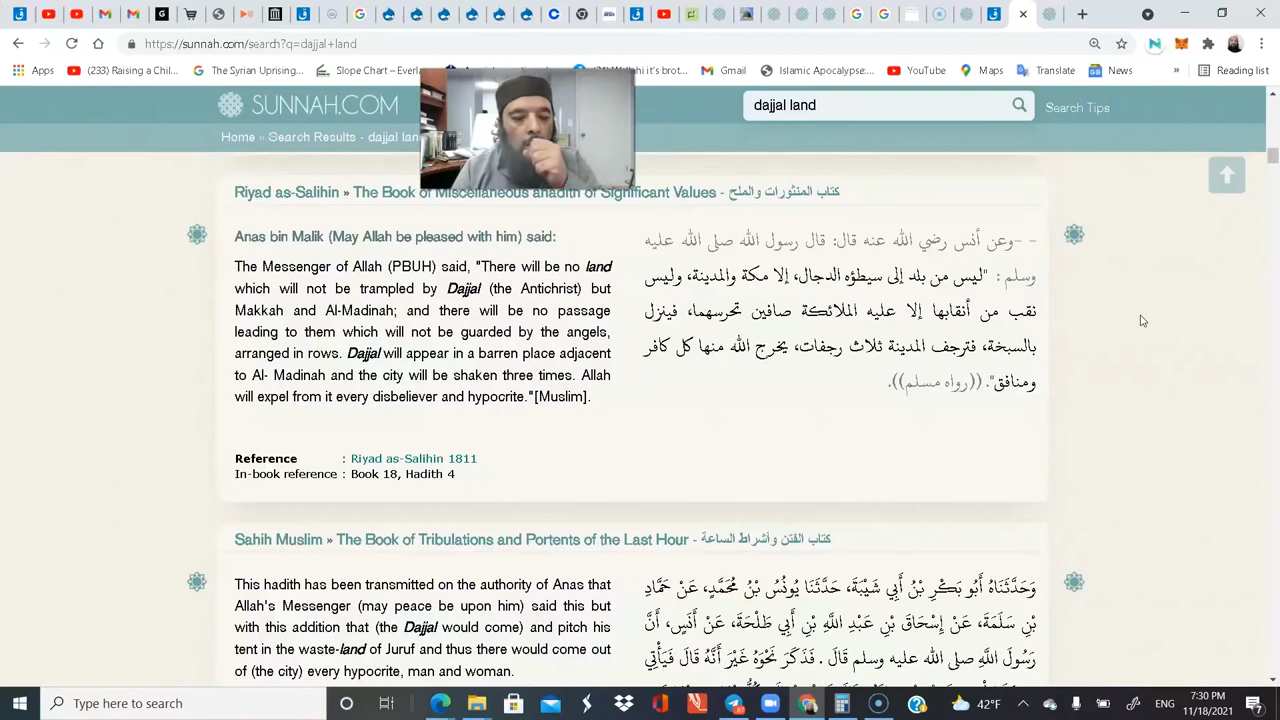 https://sunnah.com/search?q=dajjal+land
Apps
(233) Raising a Chil...
The Syrian Uprising...
Slope Chart – Everla
(21) Wallahi it's brot...
Gmail
Islamic Apocalypse:...
YouTube
Maps
Translate
News
»
Reading list
SUNNAH.COM
dajjal land
Search Tips
Home » Search Results - dajjal lan
Riyad as-Salihin » The Book of Miscellaneous ahadith of Significant Values - كتاب المنثورات والملح
Anas bin Malik (May Allah be pleased with him) said:
The Messenger of Allah (PBUH) said, "There will be no land
which will not be trampled by Dajjal (the Antichrist) but
Makkah and Al-Madinah; and there will be no passage
leading to them which will not be guarded by the angels,
arranged in rows. Dajjal will appear in a barren place adjacent
to Al- Madinah and the city will be shaken three times. Allah
will expel from it every disbeliever and hypocrite."[Muslim].
- -وعن أنس رضي الله عنه قال: قال رسول الله صلى الله عليه
وسلم : "ليس من بلد إلى سيطؤه الدجال، إلا مكة والمدينة، وليس
نقب من أنقابها إلا عليه الملائكة صافين تحرسهما، فينزل
بالسبخة، فترجف المدينة ثلاث رجفات، يخرج الله منها كل كافر
ومنافق". ((رواه مسلم)).
Reference : Riyad as-Salihin 1811
In-book reference : Book 18, Hadith 4
Sahih Muslim » The Book of Tribulations and Portents of the Last Hour - كتاب الفتن وأشراط الساعة
This hadith has been transmitted on the authority of Anas that
Allah's Messenger (may peace be upon him) said this but
with this addition that (the Dajjal would come) and pitch his
tent in the waste-land of Juruf and thus there would come out
of (the city) every hypocrite, man and woman.
وَحَدَّثَنَاهُ أَبُو بَكْرِ بْنُ أَبِي شَيْبَةَ، حَدَّثَنَا يُونُسُ بْنُ مُحَمَّدٍ، عَنْ حَمَّادِ
بْنِ سَلَمَةَ، عَنْ إِسْحَاقَ بْنِ عَبْدِ اللَّهِ بْنِ أَبِي طَلْحَةَ، عَنْ أَنَسٍ، أَنَّ
رَسُولَ اللَّهِ صلى الله عليه وسلم قَالَ ‏.‏ فَذَكَرَ نَحْوَهُ غَيْرَ أَنَّهُ قَالَ فَيَأْتِي
Type here to search
42°F
ENG
7:30 PM
11/18/2021